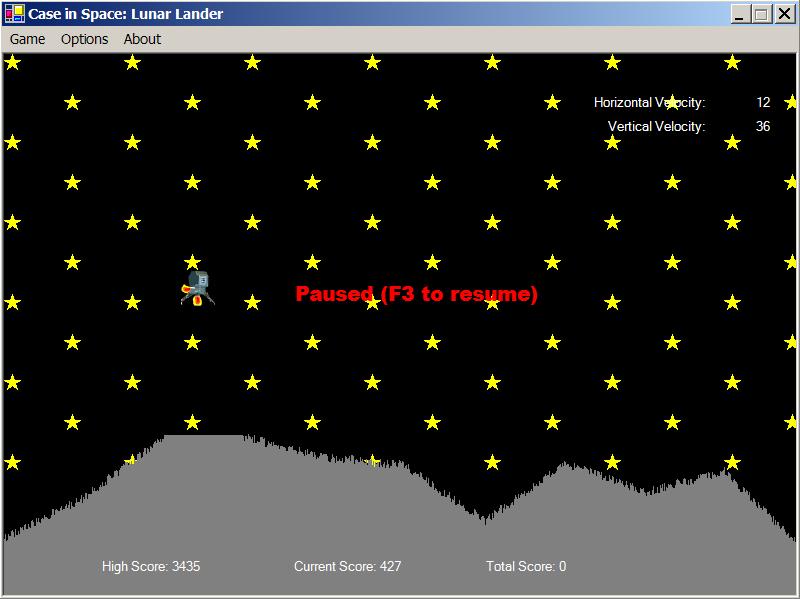 Case in Space: Lunar Lander
Game Options About
Horizontal Velocity: 12
Vertical Velocity: 36
Paused (F3 to resume)
High Score: 3435 Current Score: 427 Total Score: 0